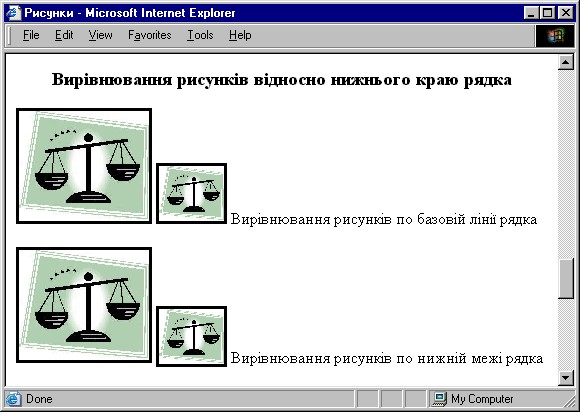 Рисунки - Microsoft Internet Explorer
File Edit View Favorites Tools Help
Вирівнювання рисунків відносно нижнього краю рядка
Вирівнювання рисунків по базовій лінії рядка
Вирівнювання рисунків по нижній межі рядка
Done My Computer